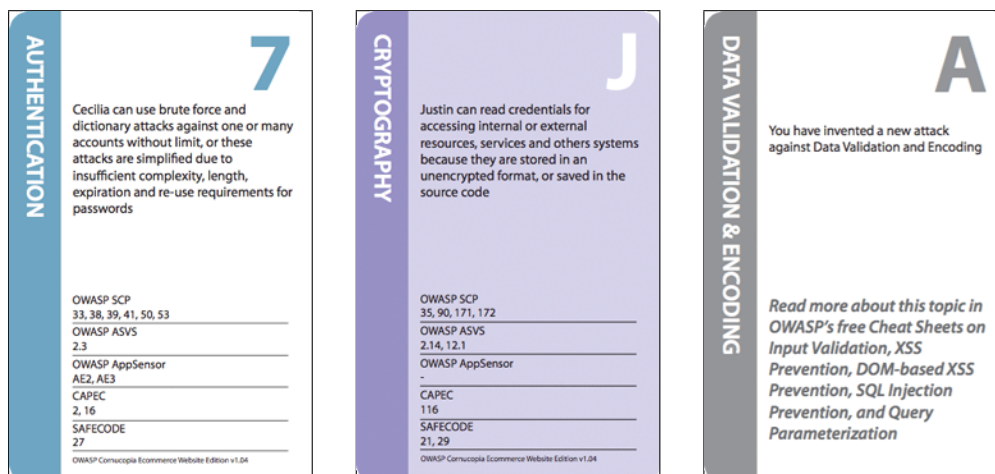 AUTHENTICATION
7
Cecilia can use brute force and
dictionary attacks against one or many
accounts without limit, or these
attacks are simplified due to
insufficient complexity, length,
expiration and re-use requirements for
passwords
OWASP SCP
33, 38, 39, 41, 50, 53
OWASP ASVS
2.3
OWASP AppSensor
AE2, AE3
CAPEC
2, 16
SAFECODE
27
OWASP Cornucopia Ecommerce Website Edition v1.04
CRYPTOGRAPHY
J
Justin can read credentials for
accessing internal or external
resources, services and others systems
because they are stored in an
unencrypted format, or saved in the
source code
OWASP SCP
35, 90, 171, 172
OWASP ASVS
2.14, 12.1
OWASP AppSensor
-
CAPEC
116
SAFECODE
21, 29
OWASP Cornucopia Ecommerce Website Edition v1.04
DATA VALIDATION & ENCODING
A
You have invented a new attack
against Data Validation and Encoding
Read more about this topic in
OWASP's free Cheat Sheets on
Input Validation, XSS
Prevention, DOM-based XSS
Prevention, SQL Injection
Prevention, and Query
Parameterization